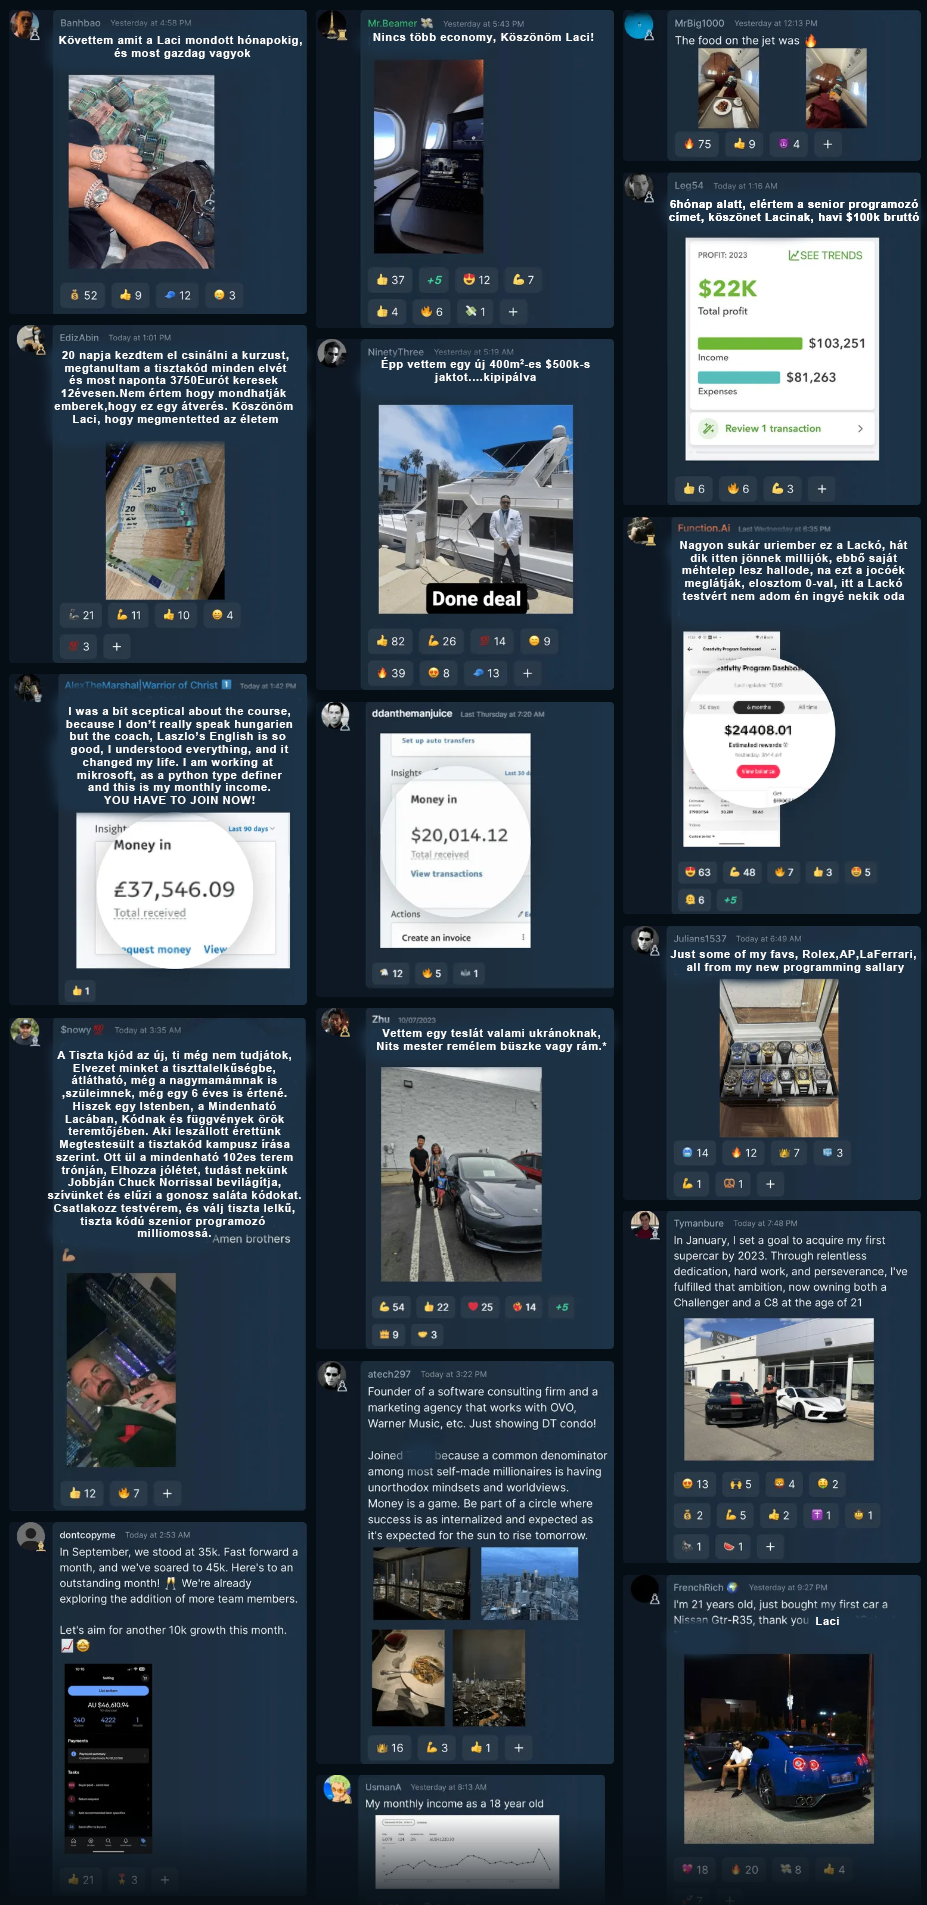 Banhbao Yesterday at 4:58 PM
Követtem amit a Laci mondott hónapokig,
és most gazdag vagyok
52 9 12 3
EdizAbin Today at 1:01 PM
20 napja kezdtem el csinálni a kurzust,
megtanultam a tisztakód minden elvét
és most naponta 3750Eurót keresek
12évesen.Nem értem hogy mondhatják
emberek,hogy ez egy átverés. Köszönöm
Laci, hogy megmentetted az életem
21 11 10 4
3 +
AlexTheMarshal|Warrior of Christ Today at 1:42 PM
I was a bit sceptical about the course,
because I don't really speak hungarien
but the coach, Laszlo's English is so
good, I understood everything, and it
changed my life. I am working at
mikrosoft, as a python type definer
and this is my monthly income.
YOU HAVE TO JOIN NOW!
Insight Last 90 days
Money in
£37,546.09
Total received
quest money View
1
$nowy Today at 3:35 AM
A Tiszta kjód az új, ti még nem tudjátok,
Elvezet minket a tiszttalelkűségbe,
átlátható, még a nagymamámnak is
,szüleimnek, még egy 6 éves is értené.
Hiszek egy Istenben, a Mindenható
Lacában, Kódnak és függvények örök
teremtőjében. Aki leszállott érettünk
Megtestesült a tisztakód kampusz írása
szerint. Ott ül a mindenható 102es terem
trónján, Elhozza jólétet, tudást nekünk
Jobbján Chuck Norrissal bevilágítja,
szívünket és elűzi a gonosz saláta kódokat.
Csatlakozz testvérem, és válj tiszta lelkű,
tiszta kódú szenior programozó
milliomossá. Amen brothers
12 7 +
dontcopyme Today at 2:53 AM
In September, we stood at 35k. Fast forward a
month, and we've soared to 45k. Here's to an
outstanding month! We're already
exploring the addition of more team members.
Let's aim for another 10k growth this month.
Selling
AU $46,610.94
240 4222 1
Payments
Tasks
21 3 +
Mr.Beamer Yesterday at 5:43 PM
Nincs több economy, Köszönöm Laci!
37 +5 12 7
4 6 1 +
NinetyThree Yesterday at 5:19 AM
Épp vettem egy új 400m²-es $500k-s
jaktot....kipipálva
Done deal
82 26 14 9
39 8 13 +
ddanthemanjuice Last Thursday at 7:20 AM
Set up auto transfers
Insights Last 30 d
Money in
$20,014.12
Total received
View transactions
Actions
Create an invoice
12 5 1
Zhu 10/07/2023
Vettem egy teslát valami ukránoknak,
Nits mester remélem büszke vagy rám.*
54 22 25 14 +5
9 3
atech297 Today at 3:22 PM
Founder of a software consulting firm and a
marketing agency that works with OVO,
Warner Music, etc. Just showing DT condo!
Joined because a common denominator
among most self-made millionaires is having
unorthodox mindsets and worldviews.
Money is a game. Be part of a circle where
success is as internalized and expected as
it's expected for the sun to rise tomorrow.
16 3 1 +
UsmanA Yesterday at 8:13 AM
My monthly income as a 18 year old
MrBig1000 Yesterday at 12:13 PM
The food on the jet was
75 9 4 +
Leg54 Today at 1:16 AM
6hónap alatt, elértem a senior programozó
címet, köszönet Lacinak, havi $100k bruttó
PROFIT: 2023 SEE TRENDS
$22K
Total profit
$103,251
Income
$81,263
Expenses
Review 1 transaction
6 6 3 +
Function.Ai Last Wednesday at 6:35 PM
Nagyon sukár uriember ez a Lackó, hát
dik itten jönnek milliják, ebbő saját
méhtelep lesz hallode, na ezt a jocóék
meglátják, elosztom 0-val, itt a Lackó
testvért nem adom én ingyé nekik oda
Creativity Program Dashboard
eativity Program Dashboa
30 days 6 months All time
$24408.01
Estimated rewards
View balance
63 48 7 3 5
6 +5
Julians1537 Today at 6:49 AM
Just some of my favs, Rolex,AP,LaFerrari,
all from my new programming sallary
14 12 7 3
1 1 +
Tymanbure Today at 7:48 PM
In January, I set a goal to acquire my first
supercar by 2023. Through relentless
dedication, hard work, and perseverance, I've
fulfilled that ambition, now owning both a
Challenger and a C8 at the age of 21
13 5 4 2
2 5 2 1 1
1 1 +
FrenchRich Yesterday at 9:27 PM
I'm 21 years old, just bought my first car a
Nissan Gtr-R35, thank you Laci
18 20 8 4
7 +